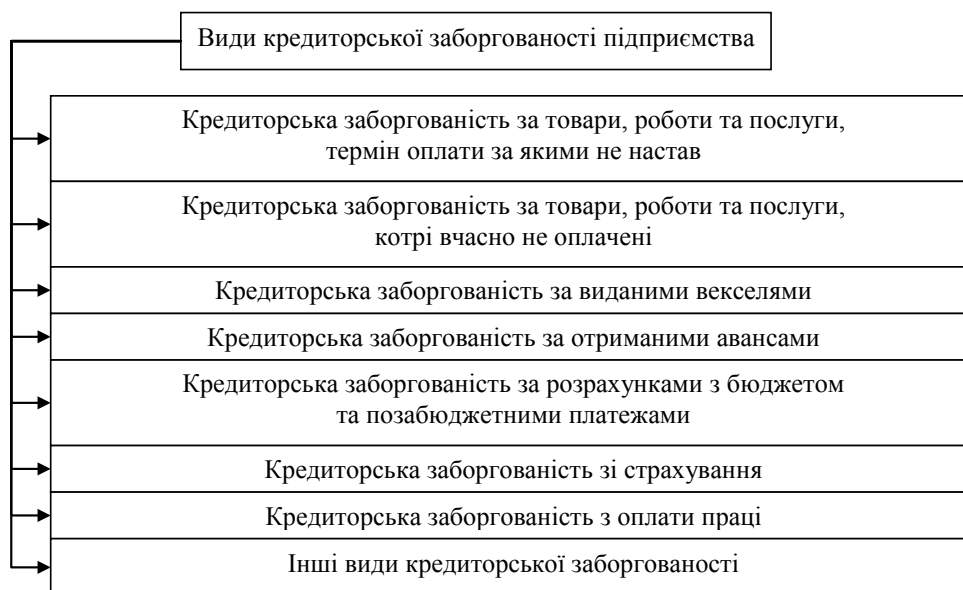 Види кредиторської заборгованості підприємства
Кредиторська заборгованість за товари, роботи та послуги,
термін оплати за якими не настав
Кредиторська заборгованість за товари, роботи та послуги,
котрі вчасно не оплачені
Кредиторська заборгованість за виданими векселями
Кредиторська заборгованість за отриманими авансами
Кредиторська заборгованість за розрахунками з бюджетом
та позабюджетними платежами
Кредиторська заборгованість зі страхування
Кредиторська заборгованість з оплати праці
Інші види кредиторської заборгованості